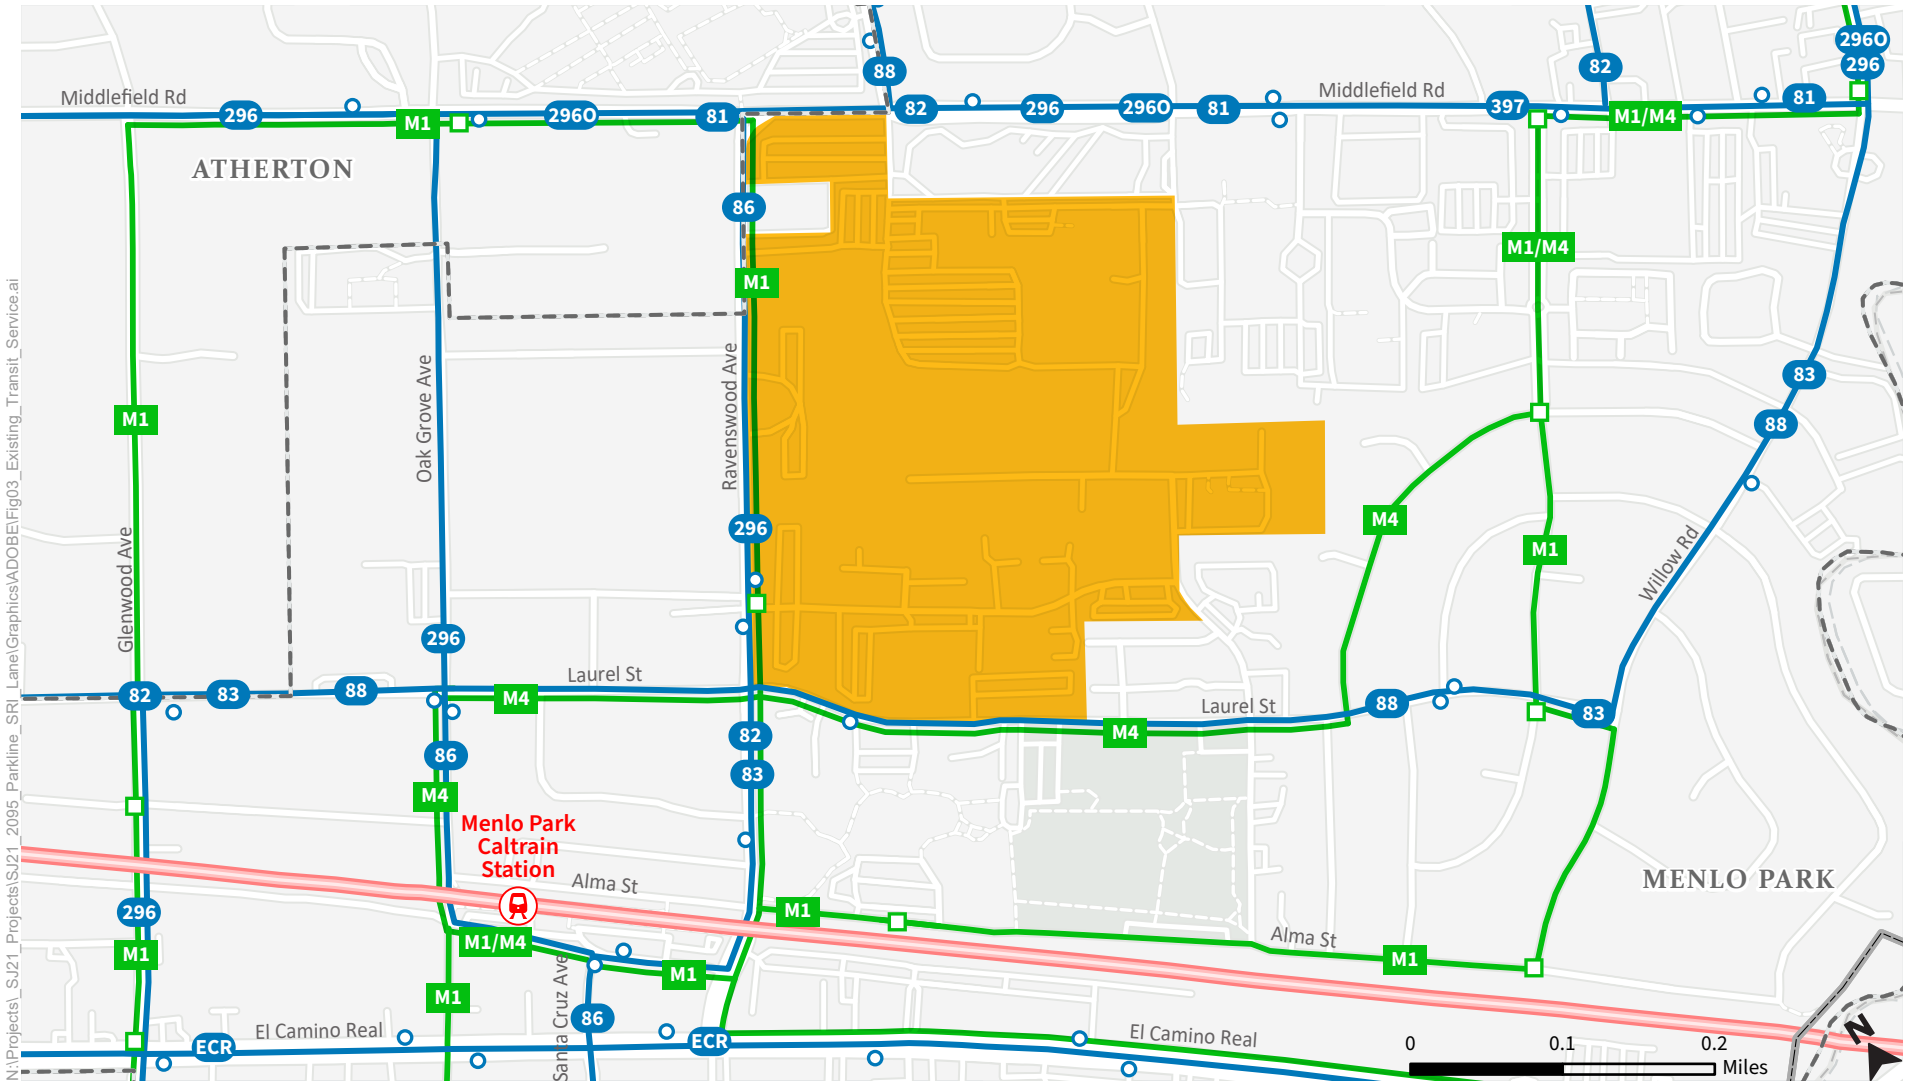 296O
88
82
296
Middlefield Rd
Middlefield Rd
296
296O
81
82
296
296O
81
397
81
M1
M1/M4
ATHERTON
86
M1/M4
M1
Oak Grove Ave
Ravenswood Ave
83
M1
88
M4
296
M1
Glenwood Ave
Willow Rd
296
Laurel St
82
83
88
M4
Laurel St
88
83
M4
82
86
83
M4
Menlo Park
Caltrain
Station
Alma St
MENLO PARK
296
M1
M1/M4
Alma St
M1
M1
M1
M1
Santa Cruz Ave
86
El Camino Real
ECR
ECR
El Camino Real
N
0
0.1
0.2
Miles
N:\Projects\_SJ21_Projects\SJ21_2095_Parkline_SRI_Lane\Graphics\ADOBE\Fig03_Existing_Transit_Service.ai